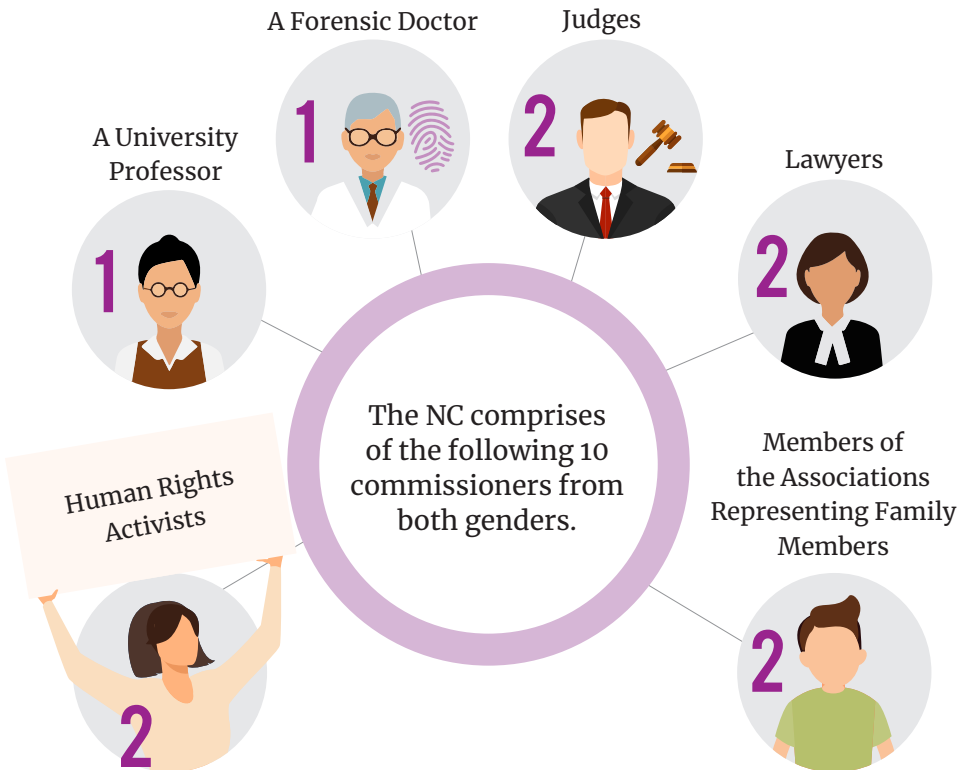 A Forensic Doctor
1
Judges
2
A University
Professor
1
Lawyers
2
The NC comprises
of the following 10
commissioners from
both genders.
Human Rights
Activists
2
Members of
the Associations
Representing Family
Members
2